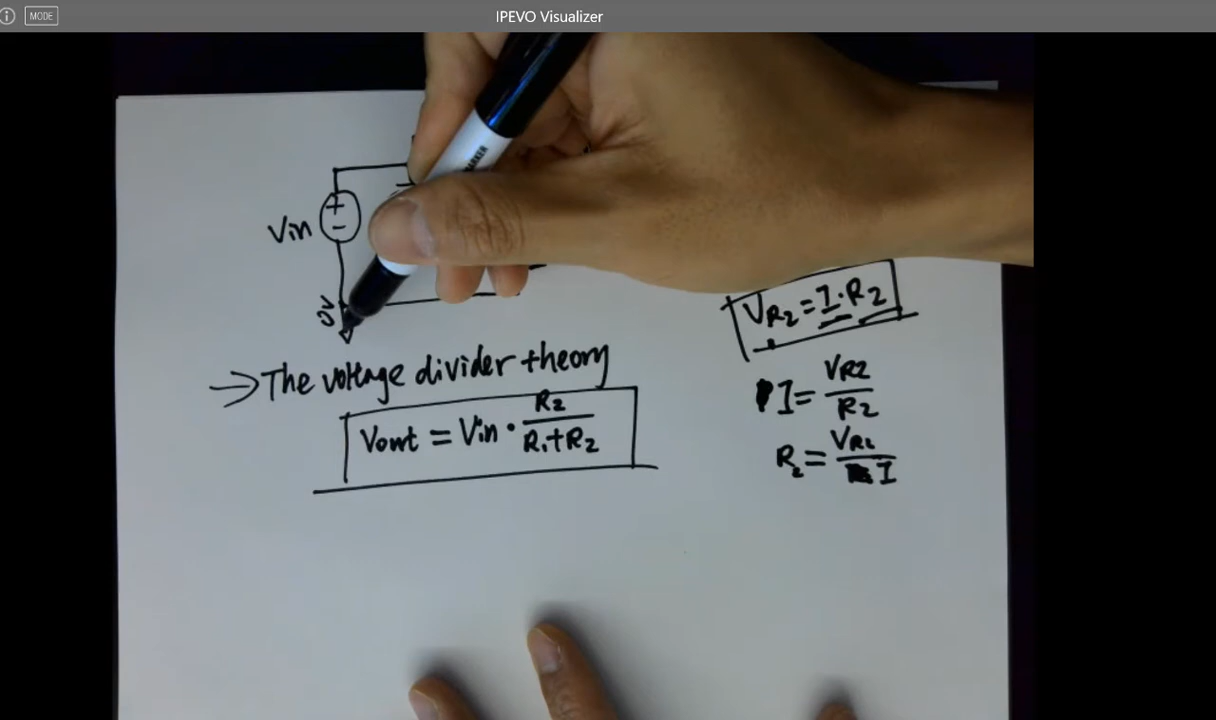 MODE
IPEVO Visualizer
MARKER
Vin
+
-
0V
VR2 = I · R2
→ The voltage divider theory
Vout = Vin · R2 / R1+R2
I = VR2 / R2
R2 = VR2 / I